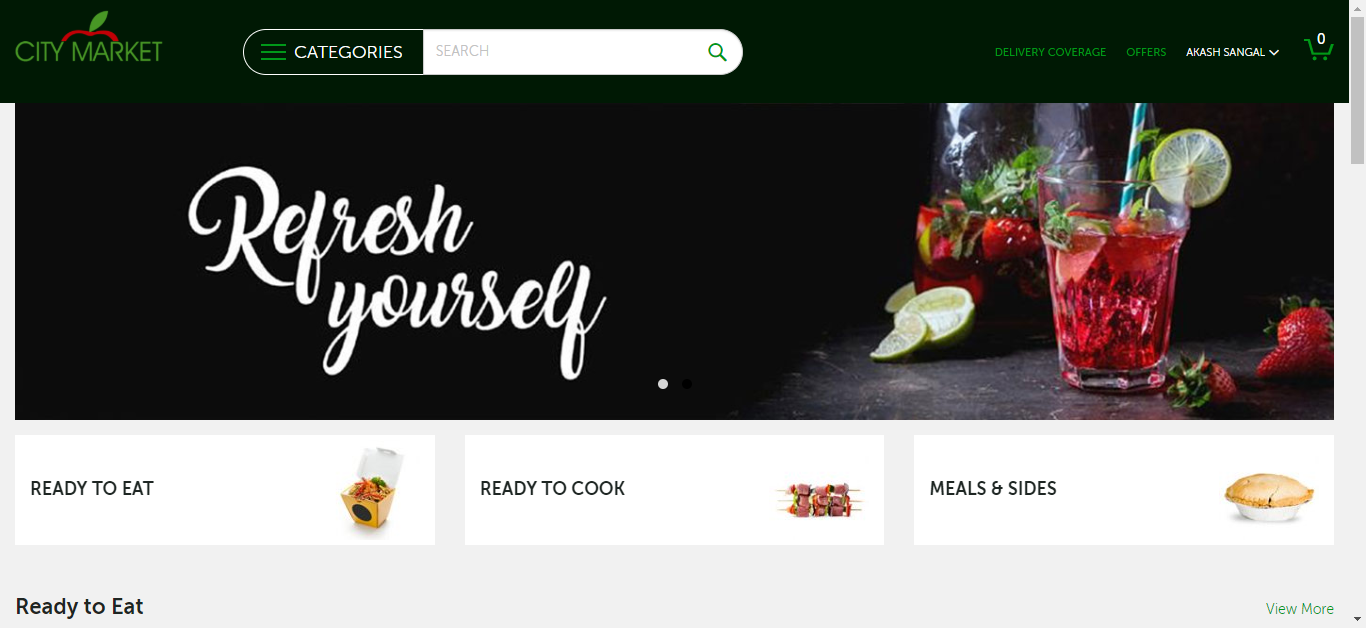 CITY MARKET
CATEGORIES
SEARCH
DELIVERY COVERAGE
OFFERS
AKASH SANGAL
0
Refresh
yourself
READY TO EAT
READY TO COOK
MEALS & SIDES
Ready to Eat
View More